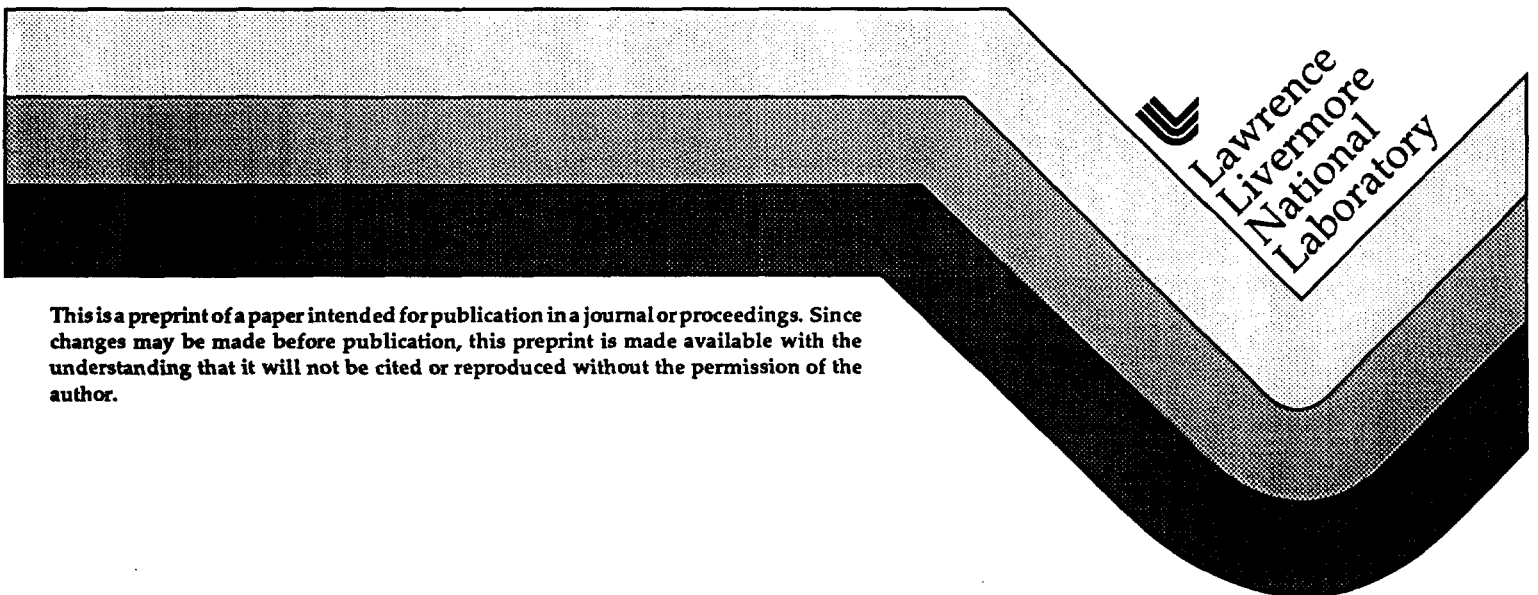 Lawrence
Livermore
National
Laboratory
This is a preprint of a paper intended for publication in a journal or proceedings. Since
changes may be made before publication, this preprint is made available with the
understanding that it will not be cited or reproduced without the permission of the
author.